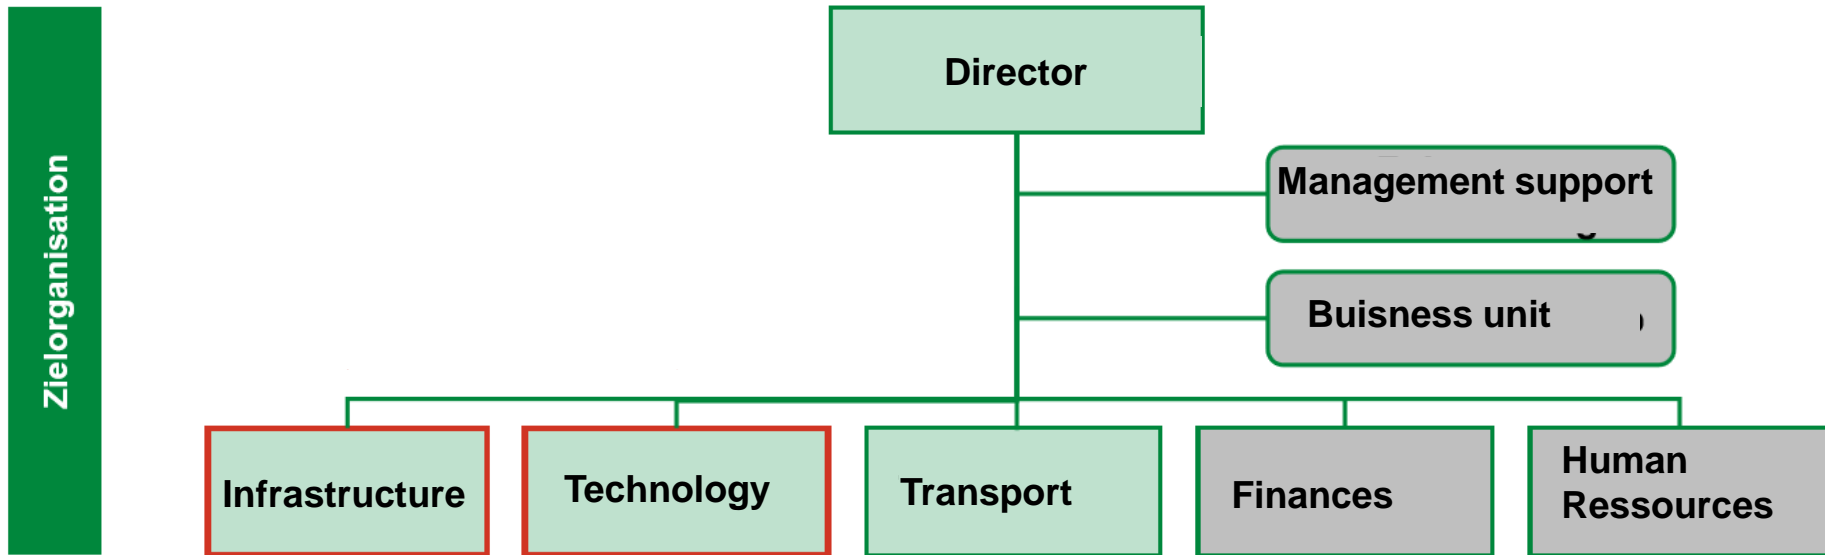 Zielorganisation
Director
Management support
Buisness unit
Infrastructure
Technology
Transport
Finances
Human
Ressources